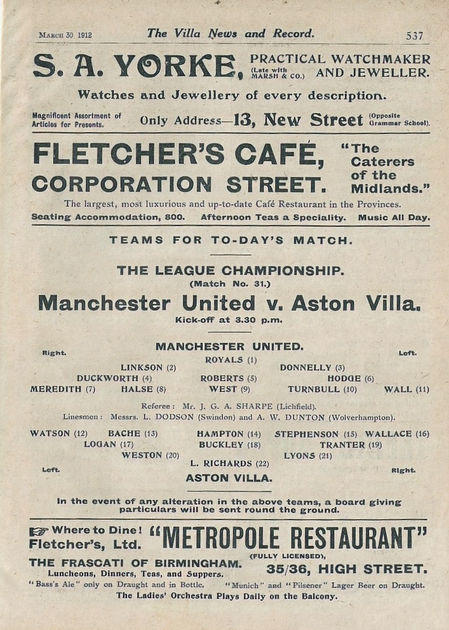 March 30 1912 The Villa News and Record. 537
S. A. YORKE, (Late with MARSH & CO.) PRACTICAL WATCHMAKER AND JEWELLER.
Watches and Jewellery of every description.
Magnificent Assortment of Articles for Presents. Only Address—13, New Street (Opposite Grammar School).
FLETCHER'S CAFÉ, "The Caterers of the Midlands."
CORPORATION STREET.
The largest, most luxurious and up-to-date Café Restaurant in the Provinces.
Seating Accommodation, 800. Afternoon Teas a Speciality. Music All Day.
TEAMS FOR TO-DAY'S MATCH.
THE LEAGUE CHAMPIONSHIP.
(Match No. 31.)
Manchester United v. Aston Villa.
Kick-off at 3.30 p.m.
MANCHESTER UNITED.
Right. ROYALS (1) Left.
LINKSON (2) DONNELLY (3)
DUCKWORTH (4) ROBERTS (5) HODGE (6)
MEREDITH (7) HALSE (8) WEST (9) TURNBULL (10) WALL (11)
Referee: Mr. J. G. A. SHARPE (Lichfield).
Linesmen: Messrs. L. DODSON (Swindon) and A. W. DUNTON (Wolverhampton).
WATSON (12) BACHE (13) HAMPTON (14) STEPHENSON (15) WALLACE (16)
LOGAN (17) BUCKLEY (18) TRANTER (19)
WESTON (20) LYONS (21)
Left. L. RICHARDS (22) Right.
ASTON VILLA.
In the event of any alteration in the above teams, a board giving
particulars will be sent round the ground.
☞ Where to Dine! "METROPOLE RESTAURANT"
Fletcher's, Ltd. (FULLY LICENSED),
THE FRASCATI OF BIRMINGHAM. 35/36, HIGH STREET.
Luncheons, Dinners, Teas, and Suppers.
"Bass's Ale" only on Draught and in Bottle. "Munich" and "Pilsener" Lager Beer on Draught.
The Ladies' Orchestra Plays Daily on the Balcony.